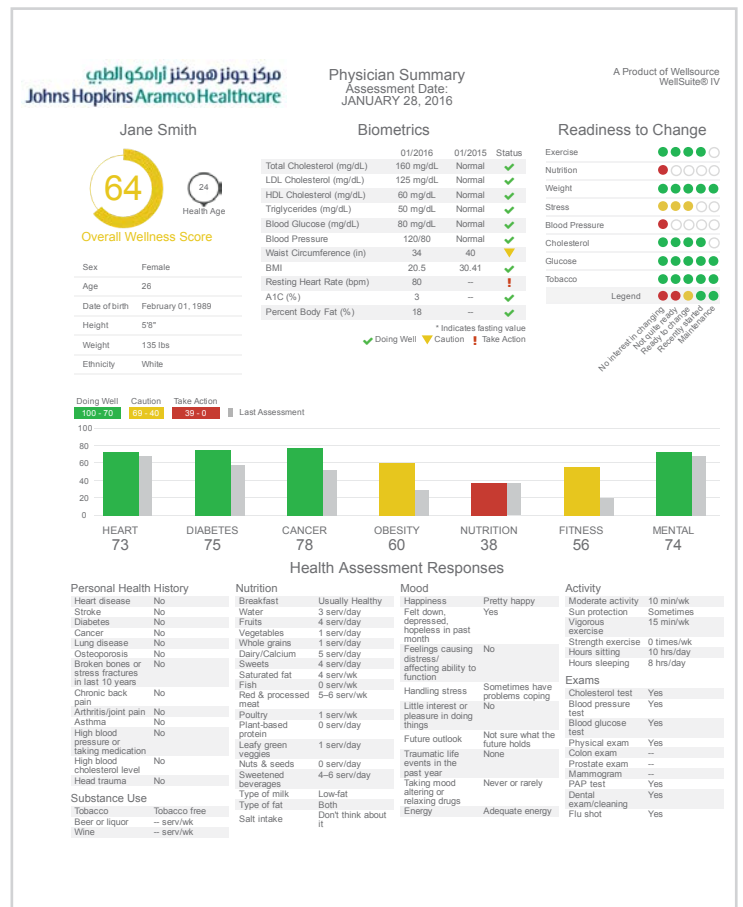 مركز جونز هوبكنز أرامكو الطبي
Johns Hopkins Aramco Healthcare
Physician Summary
Assessment Date:
JANUARY 28, 2016
A Product of Wellsource
WellSuite® IV
Jane Smith
64
Overall Wellness Score
24
Health Age
Sex Female
Age 26
Date of birth February 01, 1989
Height 5'8"
Weight 135 lbs
Ethnicity White
Biometrics
01/2016 01/2015 Status
Total Cholesterol (mg/dL) 160 mg/dL Normal
LDL Cholesterol (mg/dL) 125 mg/dL Normal
HDL Cholesterol (mg/dL) 60 mg/dL Normal
Triglycerides (mg/dL) 50 mg/dL Normal
Blood Glucose (mg/dL) 80 mg/dL Normal
Blood Pressure 120/80 Normal
Waist Circumference (in) 34 40
BMI 20.5 30.41
Resting Heart Rate (bpm) 80 --
A1C (%) 3 --
Percent Body Fat (%) 18 --
* Indicates fasting value
Doing Well Caution Take Action
Readiness to Change
Exercise
Nutrition
Weight
Stress
Blood Pressure
Cholesterol
Glucose
Tobacco
Legend
No interest in changing
Not quite ready
Ready to change
Recently started
Maintenance
Doing Well Caution Take Action
100 - 70 69 - 40 39 - 0 Last Assessment
100
80
60
40
20
0
HEART DIABETES CANCER OBESITY NUTRITION FITNESS MENTAL
73 75 78 60 38 56 74
Health Assessment Responses
Personal Health History
Heart disease No
Stroke No
Diabetes No
Cancer No
Lung disease No
Osteoporosis No
Broken bones or No
stress fractures
in last 10 years
Chronic back No
pain
Arthritis/joint pain No
Asthma No
High blood No
pressure or
taking medication
High blood No
cholesterol level
Head trauma No
Substance Use
Tobacco Tobacco free
Beer or liquor -- serv/wk
Wine -- serv/wk
Nutrition
Breakfast Usually Healthy
Water 3 serv/day
Fruits 4 serv/day
Vegetables 1 serv/day
Whole grains 1 serv/day
Dairy/Calcium 5 serv/day
Sweets 4 serv/day
Saturated fat 4 serv/wk
Fish 0 serv/wk
Red & processed 5–6 serv/wk
meat
Poultry 1 serv/wk
Plant-based 0 serv/day
protein
Leafy green 1 serv/day
veggies
Nuts & seeds 0 serv/day
Sweetened 4–6 serv/day
beverages
Type of milk Low-fat
Type of fat Both
Salt intake Don't think about
it
Mood
Happiness Pretty happy
Felt down, Yes
depressed,
hopeless in past
month
Feelings causing No
distress/
affecting ability to
function
Handling stress Sometimes have
problems coping
Little interest or No
pleasure in doing
things
Future outlook Not sure what the
future holds
Traumatic life None
events in the
past year
Taking mood Never or rarely
altering or
relaxing drugs
Energy Adequate energy
Activity
Moderate activity 10 min/wk
Sun protection Sometimes
Vigorous 15 min/wk
exercise
Strength exercise 0 times/wk
Hours sitting 10 hrs/day
Hours sleeping 8 hrs/day
Exams
Cholesterol test Yes
Blood pressure Yes
test
Blood glucose Yes
test
Physical exam Yes
Colon exam --
Prostate exam --
Mammogram --
PAP test Yes
Dental Yes
exam/cleaning
Flu shot Yes